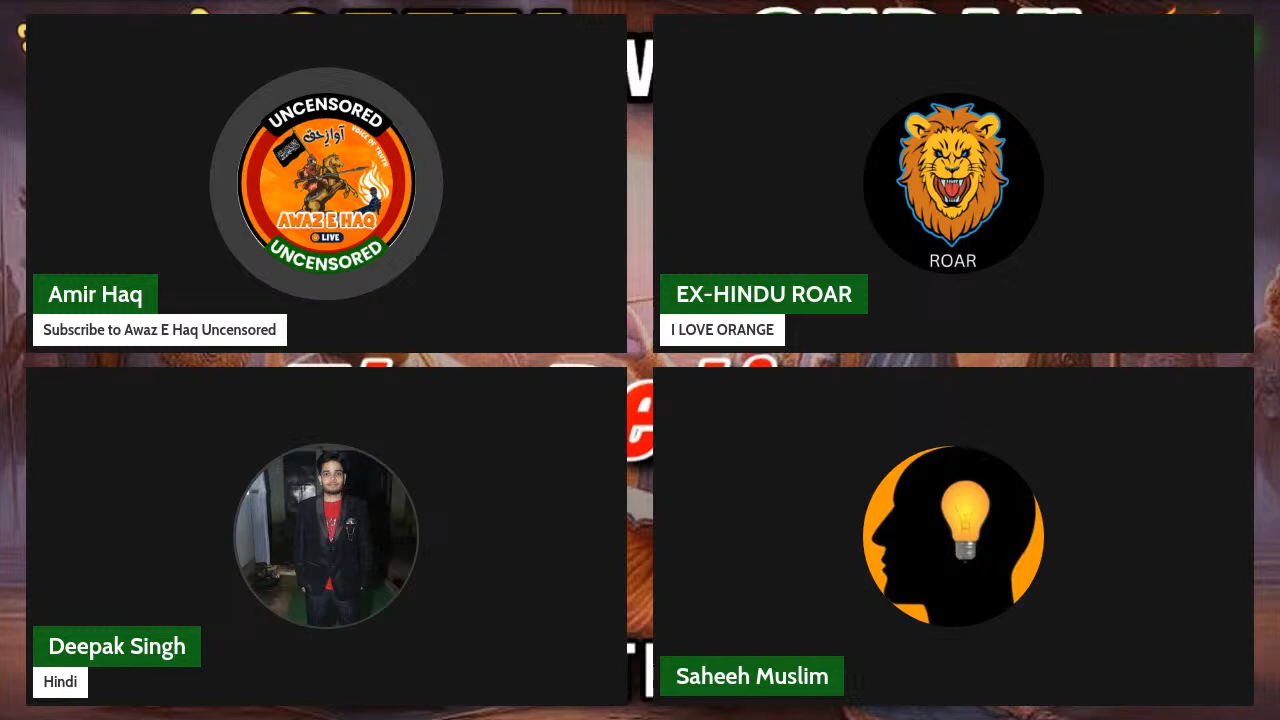 UNCENSORED
آوازِ حق
VOICE OF TRUTH
AWAZ E HAQ
LIVE
UNCENSORED
Amir Haq
Subscribe to Awaz E Haq Uncensored
ROAR
EX-HINDU ROAR
I LOVE ORANGE
Deepak Singh
Hindi
Saheeh Muslim